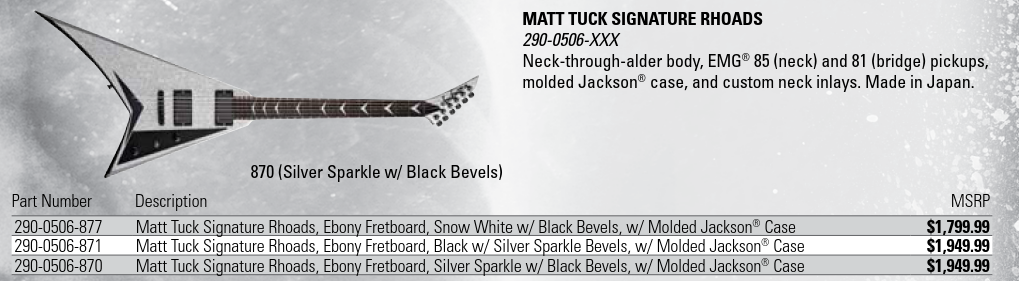 MATT TUCK SIGNATURE RHOADS
290-0506-XXX
Neck-through-alder body, EMG® 85 (neck) and 81 (bridge) pickups,
molded Jackson® case, and custom neck inlays. Made in Japan.
870 (Silver Sparkle w/ Black Bevels)
Part Number Description MSRP
290-0506-877 Matt Tuck Signature Rhoads, Ebony Fretboard, Snow White w/ Black Bevels, w/ Molded Jackson® Case $1,799.99
290-0506-871 Matt Tuck Signature Rhoads, Ebony Fretboard, Black w/ Silver Sparkle Bevels, w/ Molded Jackson® Case $1,949.99
290-0506-870 Matt Tuck Signature Rhoads, Ebony Fretboard, Silver Sparkle w/ Black Bevels, w/ Molded Jackson® Case $1,949.99